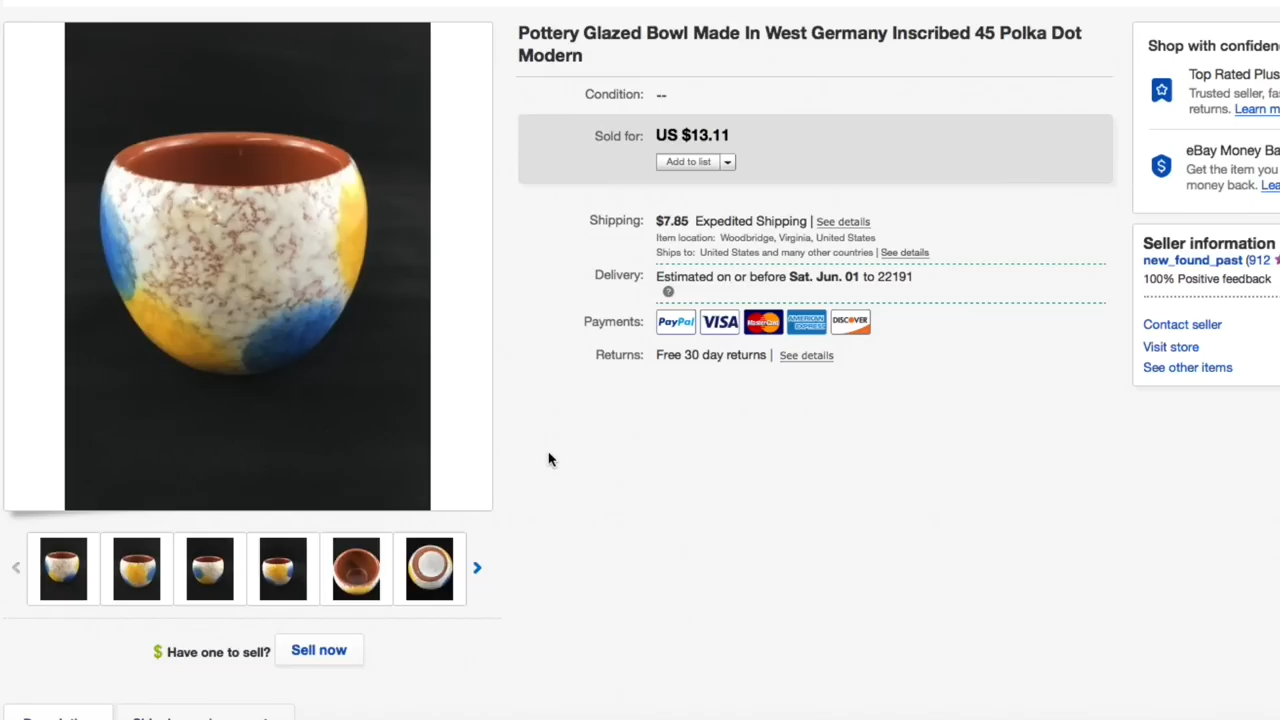 Pottery Glazed Bowl Made In West Germany Inscribed 45 Polka Dot
Modern
Condition: --
Sold for: US $13.11
Add to list
Shipping: $7.85 Expedited Shipping | See details
Item location: Woodbridge, Virginia, United States
Ships to: United States and many other countries | See details
Delivery: Estimated on or before Sat. Jun. 01 to 22191
?
Payments: PayPal VISA MasterCard AMERICAN EXPRESS DISCOVER
Returns: Free 30 day returns | See details
$ Have one to sell? Sell now
Shop with
Top Rated Plus
Trusted seller,
returns. Learn
$ eBay Money
Get the item you
money back.
Seller information
new_found_past (912
100% Positive feedback
Contact seller
Visit store
See other items